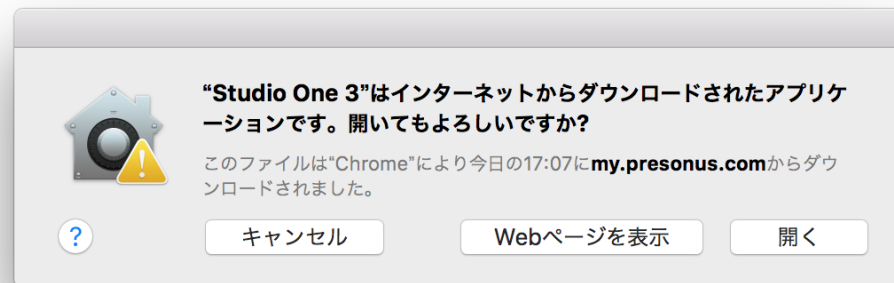 “Studio One 3”はインターネットからダウンロードされたアプリケ
ーションです。開いてもよろしいですか?
このファイルは“Chrome”により今日の17:07にmy.presonus.comからダウ
ンロードされました。
? キャンセル Webページを表示 開く